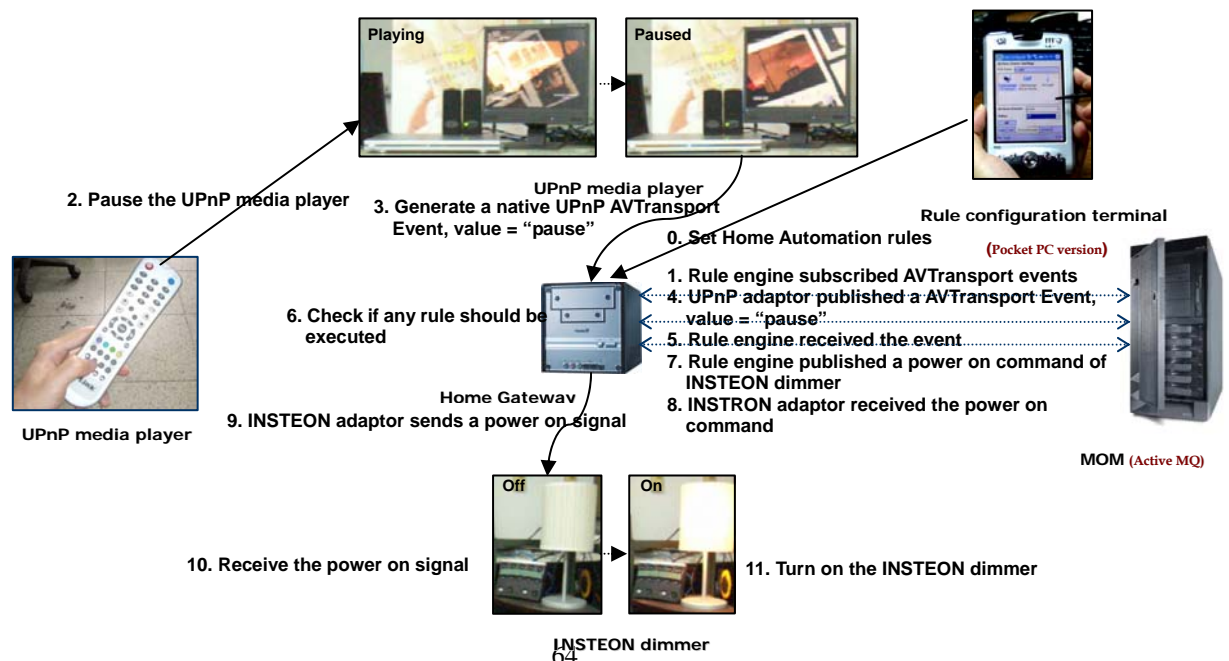 Playing
Paused
2. Pause the UPnP media player
UPnP media player
3. Generate a native UPnP AVTransport
Event, value = “pause”
Rule configuration terminal
(Pocket PC version)
0. Set Home Automation rules
1. Rule engine subscribed AVTransport events
4. UPnP adaptor published a AVTransport Event,
value = “pause”
5. Rule engine received the event
6. Check if any rule should be
executed
7. Rule engine published a power on command of
INSTEON dimmer
8. INSTRON adaptor received the power on
command
Home Gateway
9. INSTEON adaptor sends a power on signal
UPnP media player
MOM (Active MQ)
Off
On
10. Receive the power on signal
11. Turn on the INSTEON dimmer
INSTEON dimmer
64